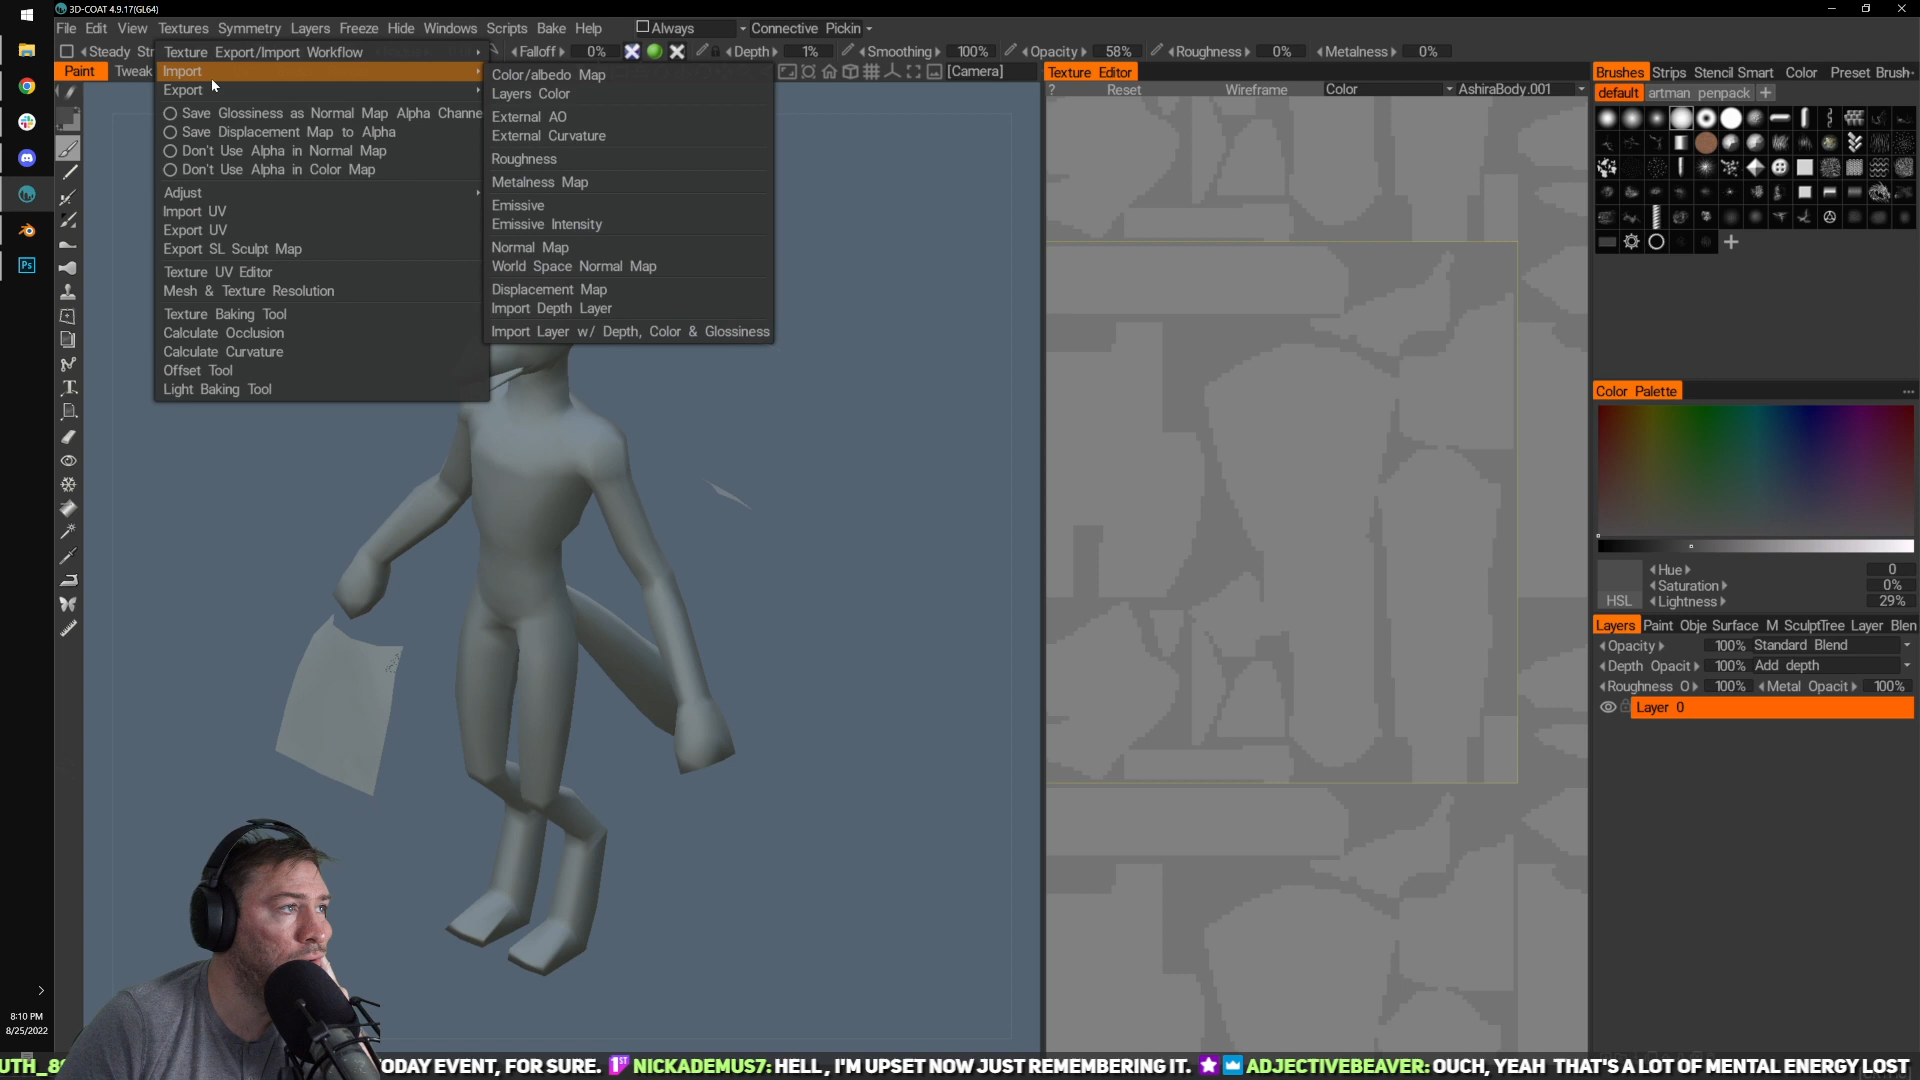 3D-COAT 4.9.17(GL64)
File Edit View Textures Symmetry Layers Freeze Hide Windows Scripts Bake Help Always Connective Pickin
Steady Str Falloff 0% Depth 1% Smoothing 100% Opacity 58% Roughness 0% Metalness 0%
Paint Tweak [Camera] Texture Editor
? Reset Wireframe Color AshiraBody.001
Texture Export/Import Workflow
Import
Export
Save Glossiness as Normal Map Alpha Channe
Save Displacement Map to Alpha
Don't Use Alpha in Normal Map
Don't Use Alpha in Color Map
Adjust
Import UV
Export UV
Export SL Sculpt Map
Texture UV Editor
Mesh & Texture Resolution
Texture Baking Tool
Calculate Occlusion
Calculate Curvature
Offset Tool
Light Baking Tool
Color/albedo Map
Layers Color
External AO
External Curvature
Roughness
Metalness Map
Emissive
Emissive Intensity
Normal Map
World Space Normal Map
Displacement Map
Import Depth Layer
Import Layer w/ Depth, Color & Glossiness
Brushes Strips Stencil Smart Color Preset Brush
default artman penpack +
Color Palette
Hue 0
Saturation 0%
HSL Lightness 29%
Layers Paint Obje Surface M SculptTree Layer Blen
Opacity 100% Standard Blend
Depth Opacit 100% Add depth
Roughness O 100% Metal Opacit 100%
Layer 0
Ps
8:10 PM
8/25/2022
ODAY EVENT, FOR SURE. 1ST NICKADEMUS7: HELL, I'M UPSET NOW JUST REMEMBERING IT. ADJECTIVEBEAVER: OUCH, YEAH THAT'S A LOT OF MENTAL ENERGY LOST